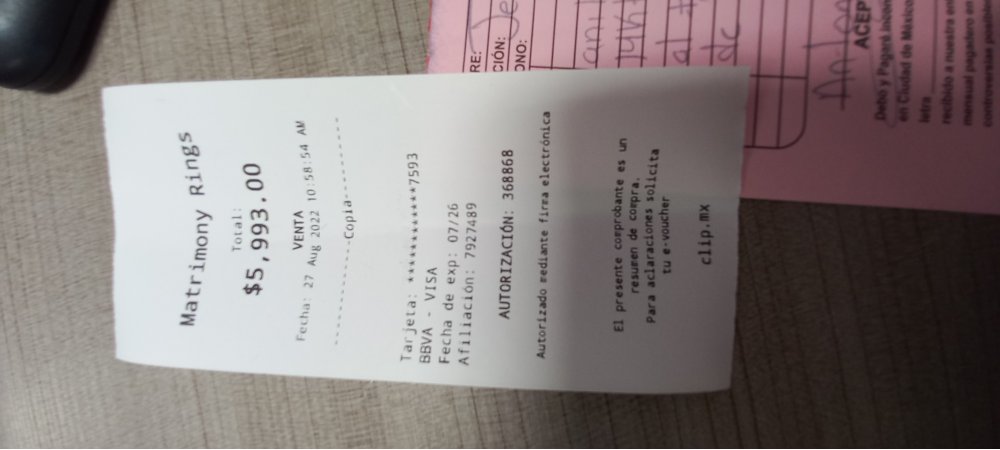 Matrimony Rings
Total:
$5,993.00
VENTA
Fecha: 27 Aug 2022 10:58:54 AM
--------------Copia--------------
Tarjeta: ************7593
BBVA - VISA
Fecha de exp: 07/26
Afiliación: 7927489
AUTORIZACIÓN: 368868
Autorizado mediante firma electrónica
El presente comprobante es un
resumen de compra.
Para aclaraciones solicita
tu e-voucher
clip.mx
RE:
CIÓN:
ONO:
ACEP
Debo y Pagaré incon
en Ciudad de México
letra
recibido a nuestra ent
mensual pagadero en
controversias